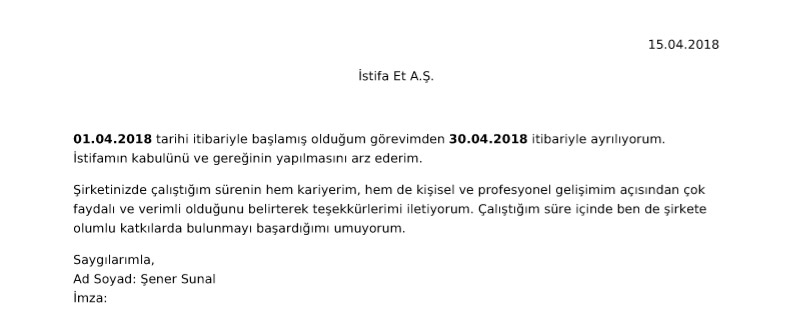 15.04.2018
İstifa Et A.Ş.
01.04.2018 tarihi itibariyle başlamış olduğum görevimden 30.04.2018 itibariyle ayrılıyorum.
İstifamın kabulünü ve gereğinin yapılmasını arz ederim.
Şirketinizde çalıştığım sürenin hem kariyerim, hem de kişisel ve profesyonel gelişimim açısından çok
faydalı ve verimli olduğunu belirterek teşekkürlerimi iletiyorum. Çalıştığım süre içinde ben de şirkete
olumlu katkılarda bulunmayı başardığımı umuyorum.
Saygılarımla,
Ad Soyad: Şener Sunal
İmza: